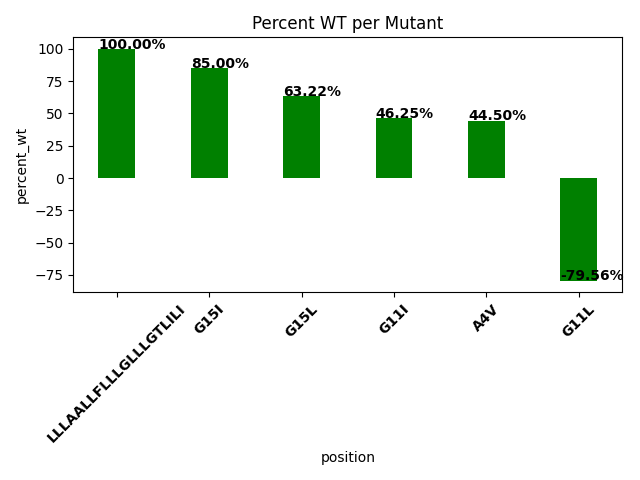 Percent WT per Mutant
percent_wt
100
75
50
25
0
−25
−50
−75
100.00%
85.00%
63.22%
46.25%
44.50%
-79.56%
LLLAALLFLLLGLLLGTLILI
G15I
G15L
G11I
A4V
G11L
position